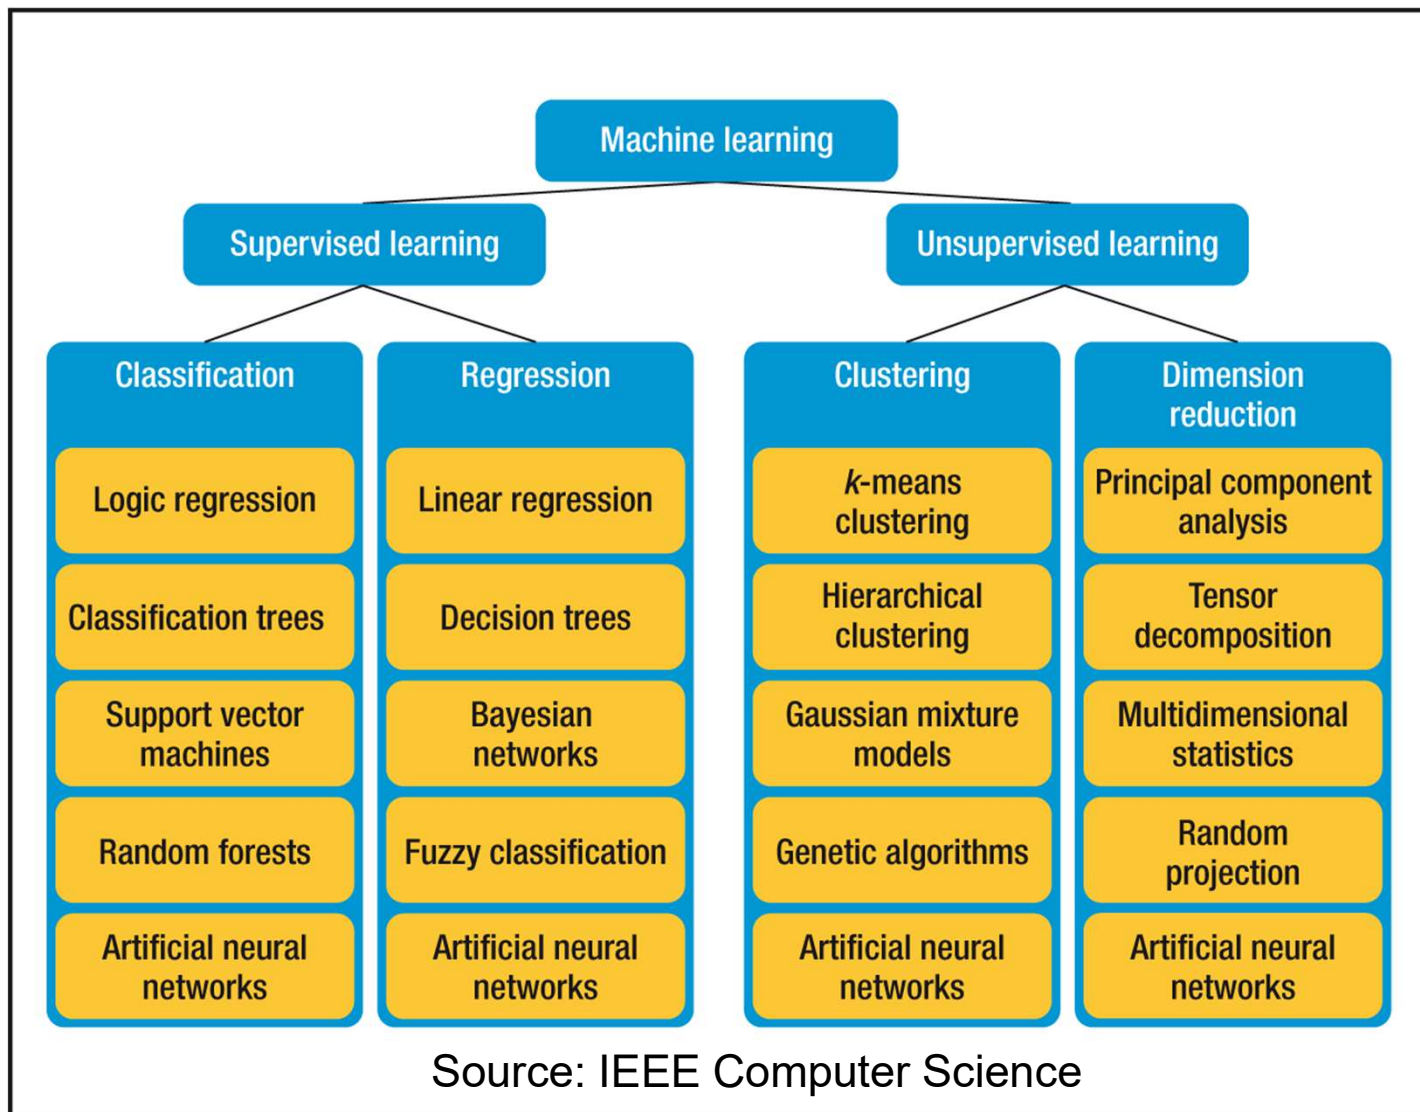 Machine learning
Supervised learning
Unsupervised learning
Classification
Logic regression
Classification trees
Support vector
machines
Random forests
Artificial neural
networks
Regression
Linear regression
Decision trees
Bayesian
networks
Fuzzy classification
Artificial neural
networks
Clustering
k-means
clustering
Hierarchical
clustering
Gaussian mixture
models
Genetic algorithms
Artificial neural
networks
Dimension
reduction
Principal component
analysis
Tensor
decomposition
Multidimensional
statistics
Random
projection
Artificial neural
networks
Source: IEEE Computer Science